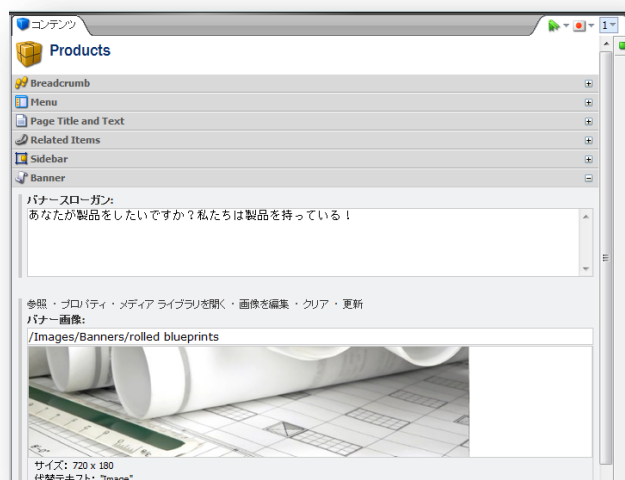 コンテンツ
1
Products
Breadcrumb
Menu
Page Title and Text
Related Items
Sidebar
Banner
バナースローガン:
あなたが製品をしたいですか？私たちは製品を持っている！
参照 ・ プロパティ ・ メディア ライブラリを開く ・ 画像を編集 ・ クリア ・ 更新
バナー画像:
/Images/Banners/rolled blueprints
サイズ: 720 x 180
代替テキスト: "Image"